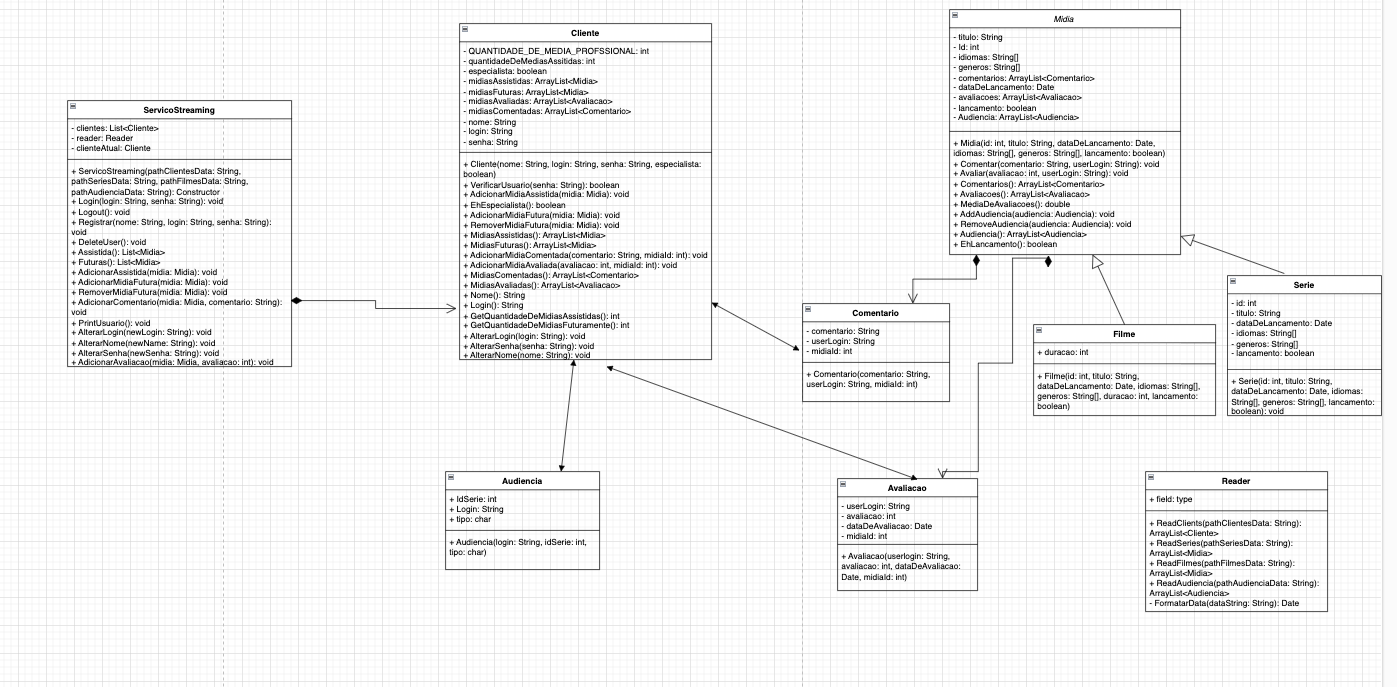 ServicoStreaming
- clientes: List<Cliente>
- reader: Reader
- clienteAtual: Cliente
+ ServicoStreaming(pathClientesData: String,
pathSeriesData: String, pathFilmesData: String,
pathAudienciaData: String): Constructor
+ Login(login: String, senha: String): void
+ Logout(): void
+ Registrar(nome: String, login: String, senha: String):
void
+ DeleteUser(): void
+ Assistida(): List<Midia>
+ Futuras(): List<Midia>
+ AdicionarAssistida(midia: Midia): void
+ AdicionarMidiaFutura(midia: Midia): void
+ RemoverMidiaFutura(midia: Midia): void
+ AdicionarComentario(midia: Midia, comentario: String):
void
+ PrintUsuario(): void
+ AlterarLogin(newLogin: String): void
+ AlterarNome(newName: String): void
+ AlterarSenha(newSenha: String): void
+ AdicionarAvaliacao(midia: Midia, avaliacao: int): void
Cliente
- QUANTIDADE_DE_MEDIA_PROFSSIONAL: int
- quantidadeDeMediasAssitidas: int
- especialista: boolean
- midiasAssistidas: ArrayList<Midia>
- midiasFuturas: ArrayList<Midia>
- midiasAvaliadas: ArrayList<Avaliacao>
- midiasComentadas: ArrayList<Comentario>
- nome: String
- login: String
- senha: String
+ Cliente(nome: String, login: String, senha: String, especialista:
boolean)
+ VerificarUsuario(senha: String): boolean
+ AdicionarMidiaAssistida(midia: Midia): void
+ EhEspecialista(): boolean
+ AdicionarMidiaFutura(midia: Midia): void
+ RemoverMidiaFutura(midia: Midia): void
+ MidiasAssistidas(): ArrayList<Midia>
+ MidiasFuturas(): ArrayList<Midia>
+ AdicionarMidiaComentada(comentario: String, midiaId: int): void
+ AdicionarMidiaAvaliada(avaliacao: int, midiaId: int): void
+ MidiasComentadas(): ArrayList<Comentario>
+ MidiasAvaliadas(): ArrayList<Avaliacao>
+ Nome(): String
+ Login(): String
+ GetQuantidadeDeMidiasAssistidas(): int
+ GetQuantidadeDeMidiasFuturamente(): int
+ AlterarLogin(login: String): void
+ AlterarSenha(senha: String): void
+ AlterarNome(nome: String): void
Midia
- titulo: String
- Id: int
- idiomas: String[]
- generos: String[]
- comentarios: ArrayList<Comentario>
- dataDeLancamento: Date
- avaliacoes: ArrayList<Avaliacao>
- lancamento: boolean
- Audiencia: ArrayList<Audiencia>
+ Midia(id: int, titulo: String, dataDeLancamento: Date,
idiomas: String[], generos: String[], lancamento: boolean)
+ Comentar(comentario: String, userLogin: String): void
+ Avaliar(avaliacao: int, userLogin: String): void
+ Comentarios(): ArrayList<Comentario>
+ Avaliacoes(): ArrayList<Avaliacao>
+ MediaDeAvaliacoes(): double
+ AddAudiencia(audiencia: Audiencia): void
+ RemoveAudiencia(audiencia: Audiencia): void
+ Audiencia(): ArrayList<Audiencia>
+ EhLancamento(): boolean
Comentario
- comentario: String
- userLogin: String
- midiaId: int
+ Comentario(comentario: String,
userLogin: String, midiaId: int)
Filme
+ duracao: int
+ Filme(id: int, titulo: String,
dataDeLancamento: Date, idiomas: String[],
generos: String[], duracao: int, lancamento:
boolean)
Serie
- id: int
- titulo: String
- dataDeLancamento: Date
- idiomas: String[]
- generos: String[]
- lancamento: boolean
+ Serie(id: int, titulo: String,
dataDeLancamento: Date, idiomas:
String[], generos: String[], lancamento:
boolean): void
Audiencia
+ IdSerie: int
+ Login: String
+ tipo: char
+ Audiencia(login: String, idSerie: int,
tipo: char)
Avaliacao
- userLogin: String
- avaliacao: int
- dataDeAvaliacao: Date
- midiaId: int
+ Avaliacao(userlogin: String,
avaliacao: int, dataDeAvaliacao:
Date, midiaId: int)
Reader
+ field: type
+ ReadClients(pathClientesData: String):
ArrayList<Cliente>
+ ReadSeries(pathSeriesData: String):
ArrayList<Midia>
+ ReadFilmes(pathFilmesData: String):
ArrayList<Midia>
+ ReadAudiencia(pathAudienciaData: String):
ArrayList<Audiencia>
- FormatarData(dataString: String): Date